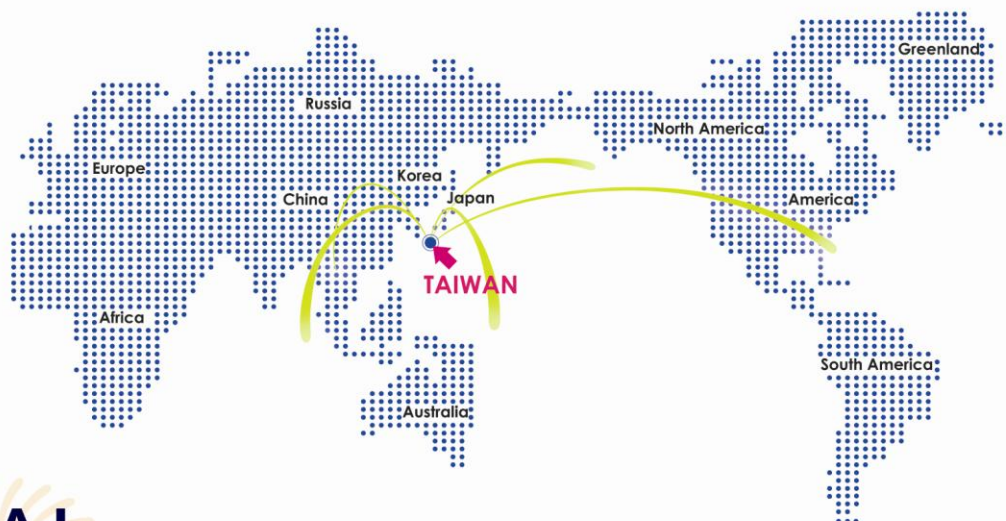 Greenland
Russia
North America
Europe
Korea
China
Japan
America
TAIWAN
Africa
South America
Australia